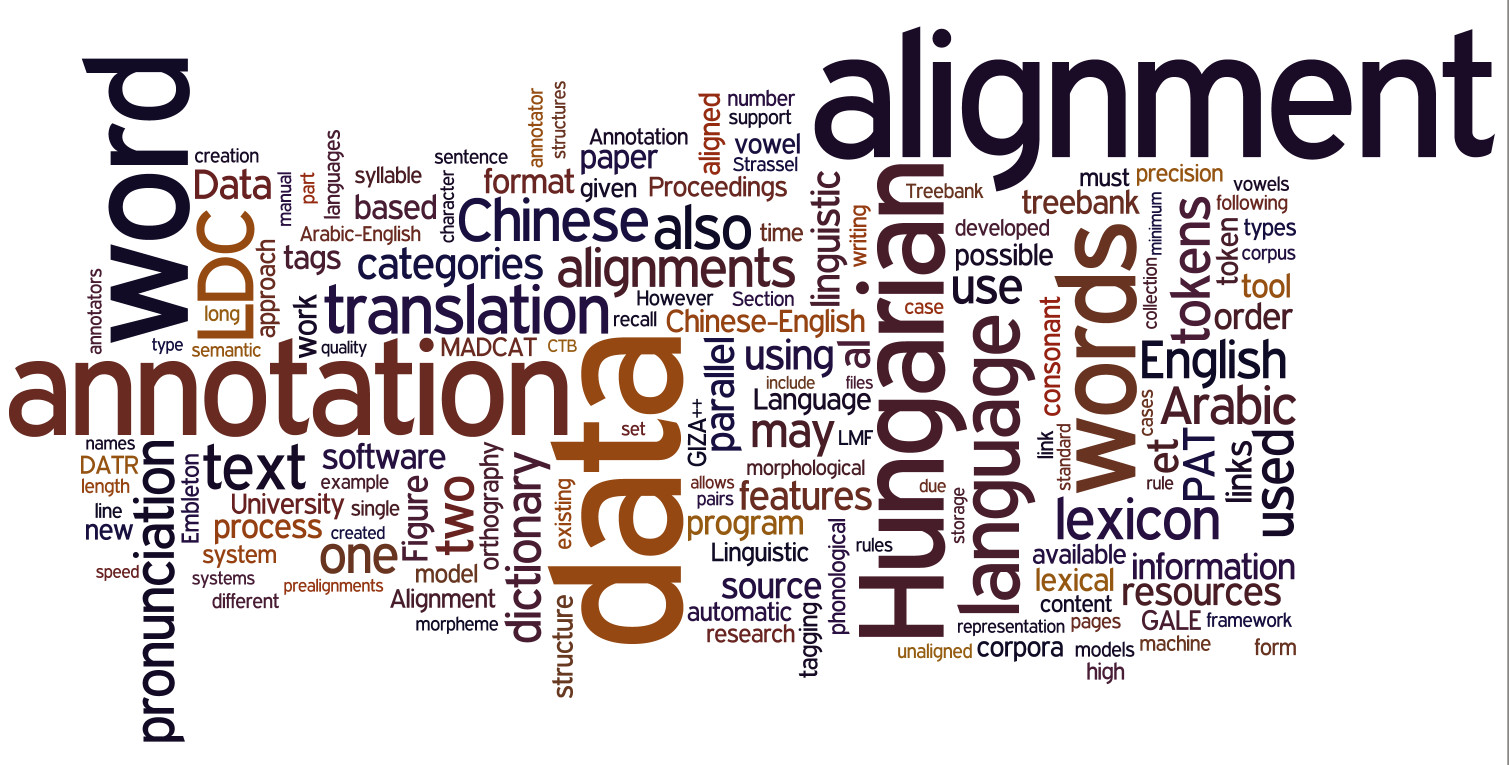 alignment
word
creation
Data
manual
part
languages
syllable
sentence
annotator
structures
Annotation
paper
aligned
number
support
vowel
Strassel
format
given
Proceedings
based
character
Chinese
also
time
linguistic
writing
Hungarian
Treebank
must
precision
treebank
vowels
following
minimum
tokens
token
types
corpus
developed
possible
LDC
Arabic-English
tags
approach
categories
alignments
long
annotators
type
semantic
work
quality
translation
However
Section
recall
Chinese-English
case
use
collection
tool
order
words
consonant
language
MADCAT
CTB
annotation
data
set
parallel
using
al
include
files
Language
GIZA++
may
LMF
English
Arabic
cases
link
standard
et
rule
PAT
links
used
names
DATR
length
line
new
pronunciation
Embleton
text
software
example
University
single
process
created
system
one
Figure
two
orthography
dictionary
existing
morphological
allows
pairs
features
program
due
storage
lexicon
speed
systems
different
prealignments
model
Alignment
morpheme
structure
Linguistic
rules
phonological
source
automatic
research
tagging
available
information
lexical
resources
content
representation
pages
GALE
framework
unaligned
corpora
models
machine
form
high